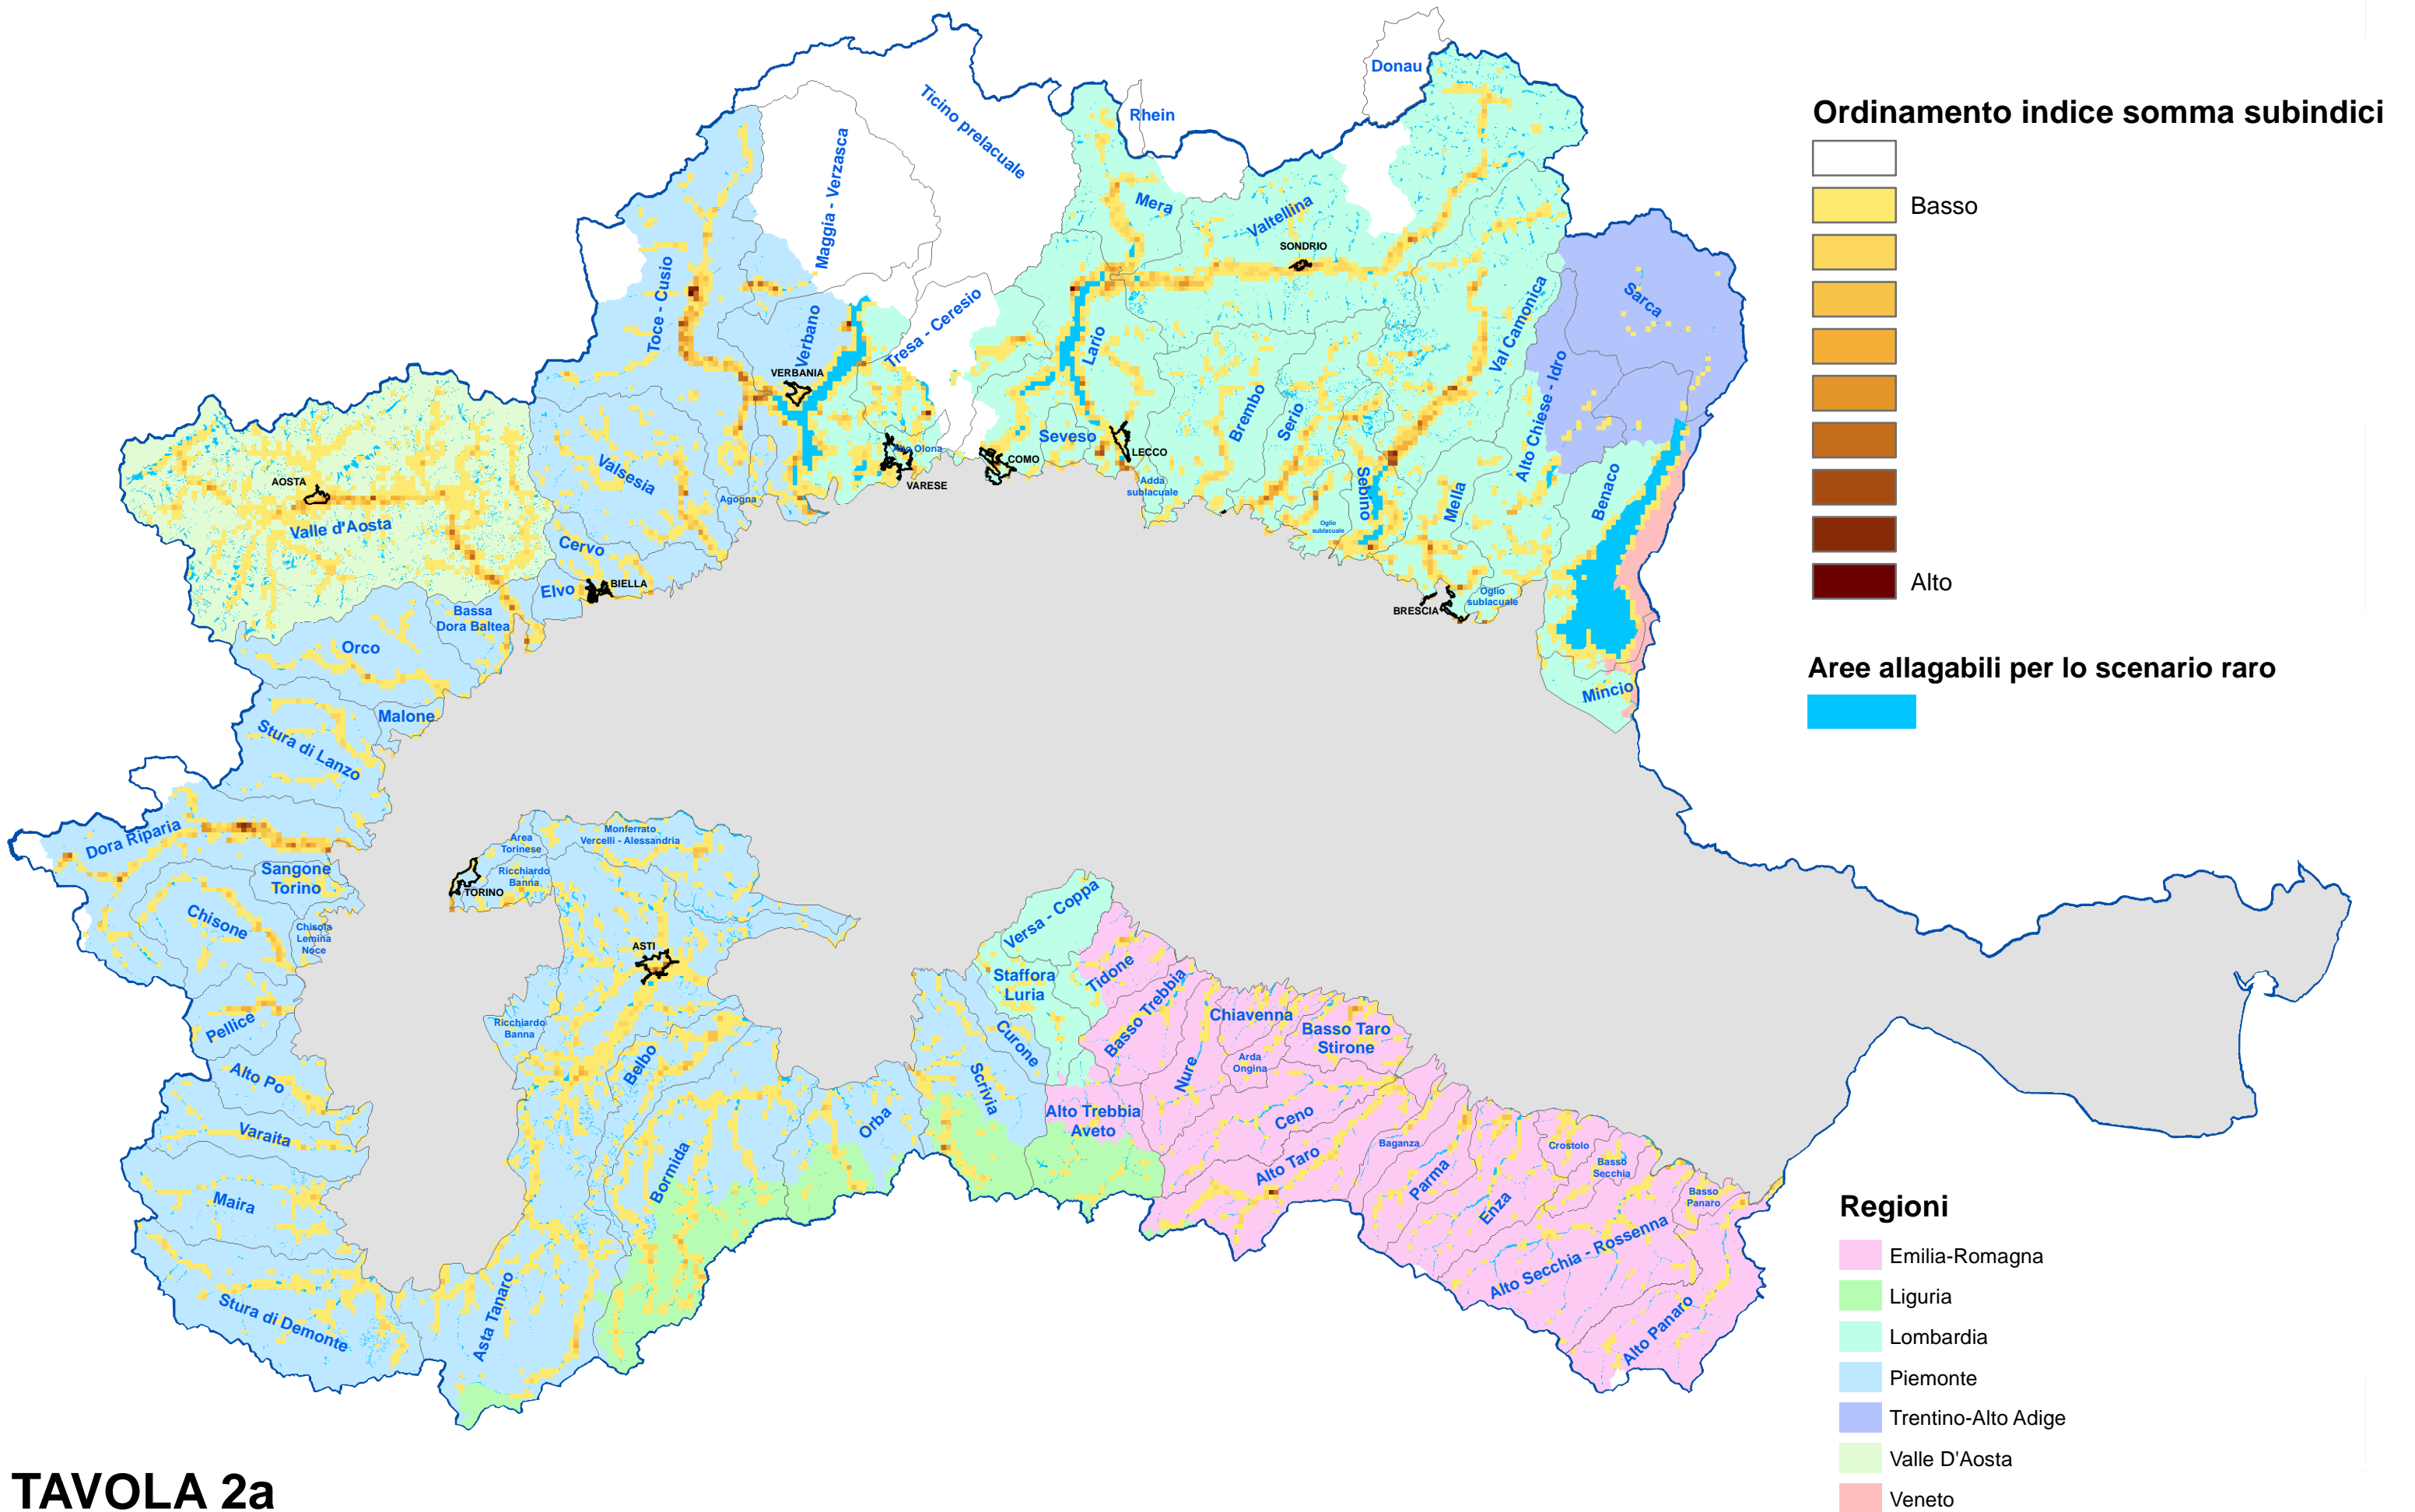 Donau
Rhein
Ticino prelacuale
Maggia - Verzasca
Mera
Valtellina
SONDRIO
Toce - Cusio
Verbano
VERBANIA
Tresa - Ceresio
Lario
Val Camonica
Sarca
Alto Chiese - Idro
Brembo
Serio
Seveso
LECCO
COMO
Alto Olona
VARESE
Adda
sublacuale
Sebino
Mella
Benaco
Oglio
sublacuale
Oglio
sublacuale
BRESCIA
Mincio
AOSTA
Valle d'Aosta
Valsesia
Agogna
Cervo
Elvo
BIELLA
Bassa
Dora Baltea
Orco
Malone
Stura di Lanzo
Dora Riparia
Sangone
Torino
Chisone
Chisola
Lemina
Noce
Pellice
Alto Po
Varaita
Maira
Stura di Demonte
Area
Torinese
Monferrato
Vercelli - Alessandria
Ricchiardo
Banna
TORINO
ASTI
Ricchiardo
Banna
Belbo
Bormida
Asta Tanaro
Orba
Scrivia
Curone
Versa - Coppa
Staffora
Luria
Tidone
Basso Trebbia
Alto Trebbia
Aveto
Nure
Chiavenna
Basso Taro
Stirone
Arda
Ongina
Ceno
Alto Taro
Baganza
Parma
Enza
Crostolo
Basso
Secchia
Alto Secchia - Rossenna
Basso
Panaro
Alto Panaro
Ordinamento indice somma subindici
Basso
Alto
Aree allagabili per lo scenario raro
Regioni
Emilia-Romagna
Liguria
Lombardia
Piemonte
Trentino-Alto Adige
Valle D'Aosta
Veneto
TAVOLA 2a